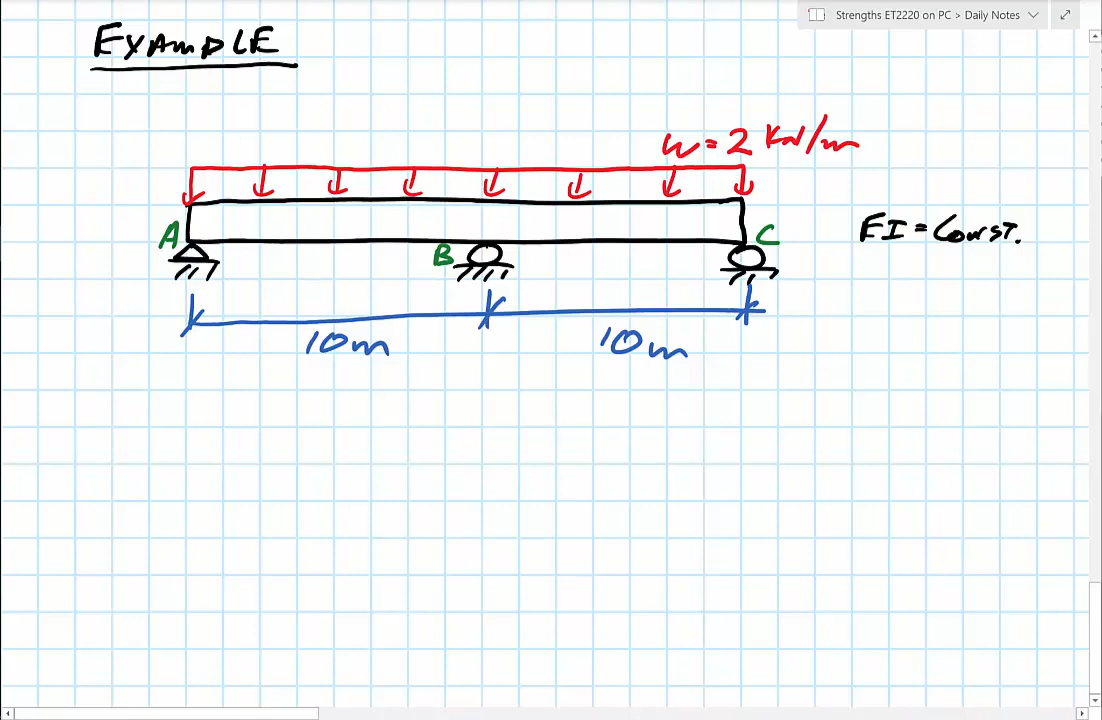 Strengths ET2220 on PC > Daily Notes
EXAMPLE
w = 2 kN/m
A
B
C
EI = Const.
10m
10m